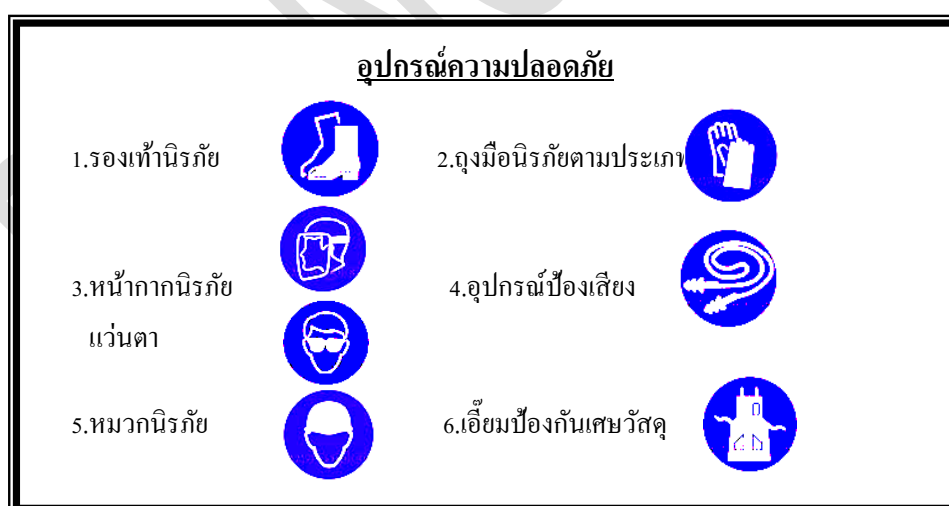 อุปกรณ์ความปลอดภัย
1.รองเท้านิรภัย
2.ถุงมือนิรภัยตามประเภท
3.หน้ากากนิรภัย
แว่นตา
4.อุปกรณ์ป้องเสียง
5.หมวกนิรภัย
6.เอี๊ยมป้องกันเศษวัสดุ